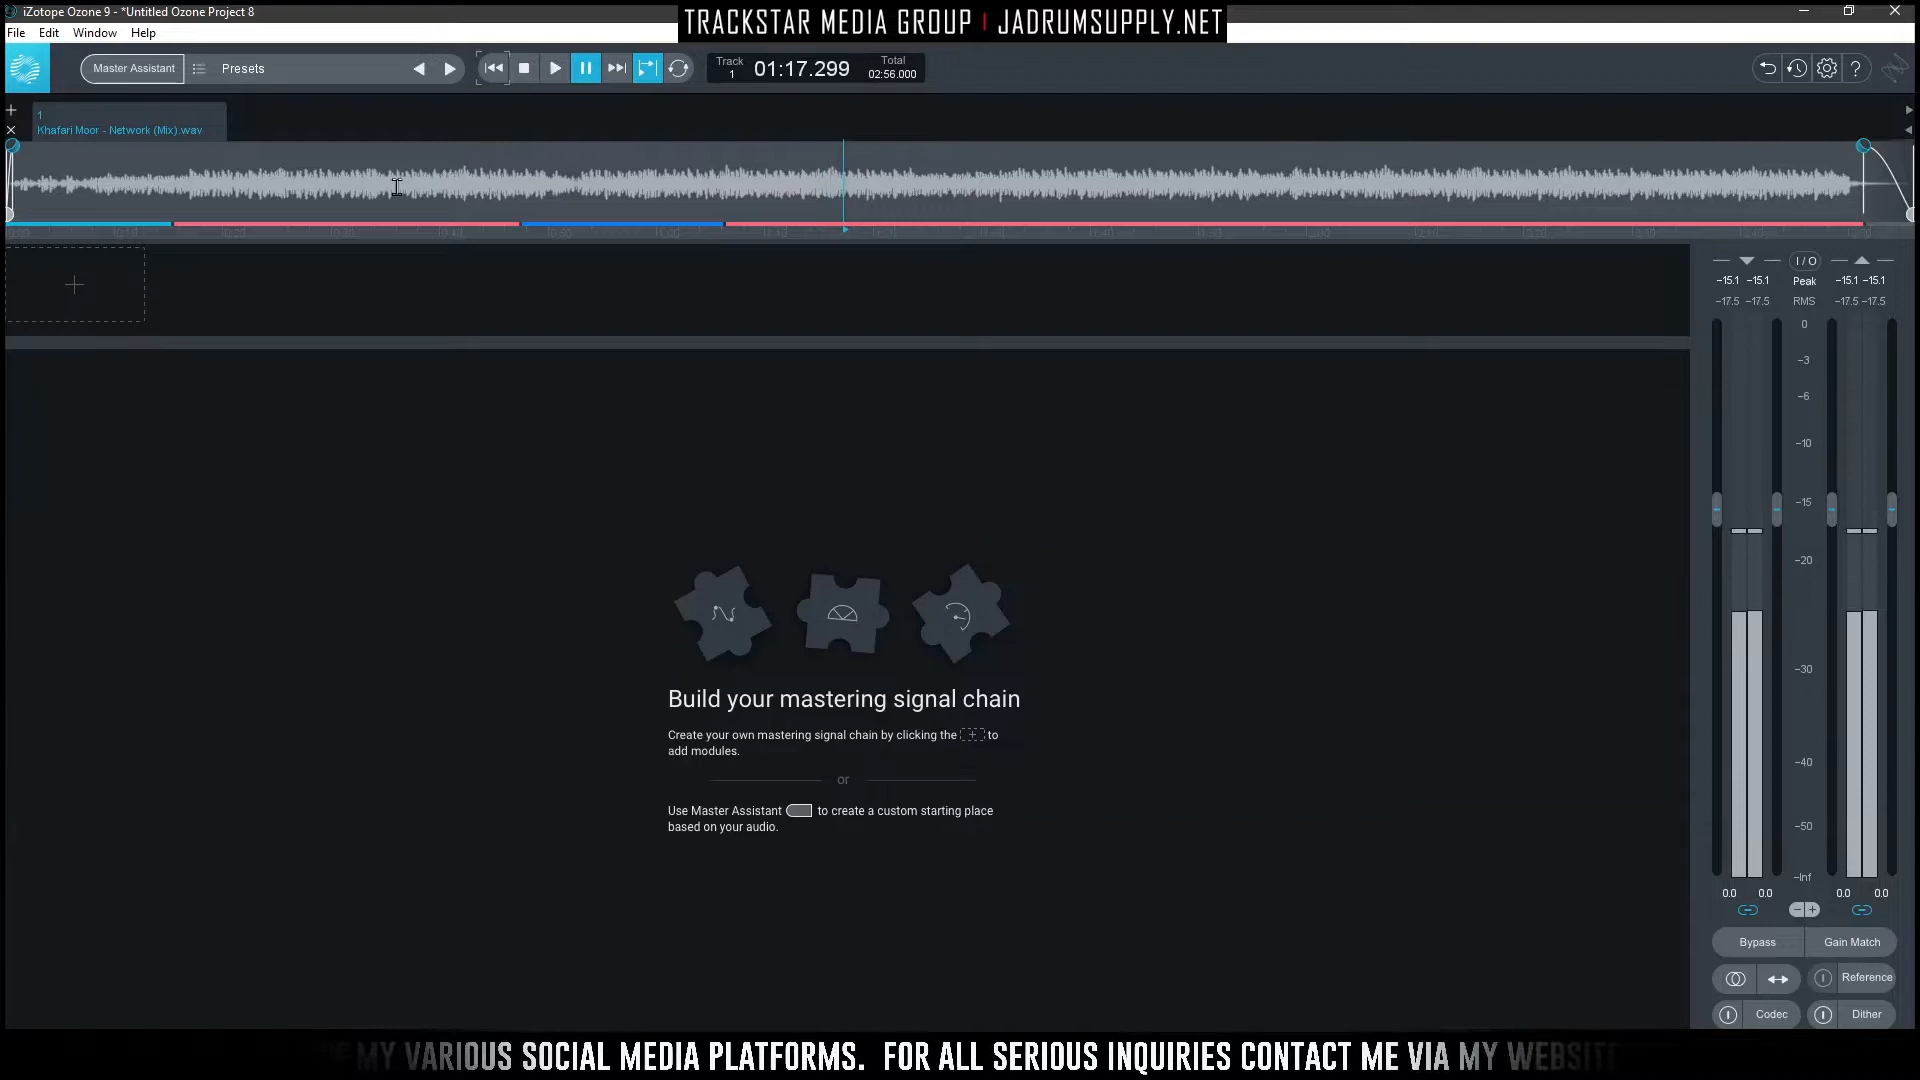 iZotope Ozone 9 - *Untitled Ozone Project 8
TRACKSTAR MEDIA GROUP | JADRUMSUPPLY.NET
File Edit Window Help
Master Assistant Presets
Track 1 01:17.299 Total 02:56.000
1
Khafari Moor - Network (Mix).wav
I / O
-15.1 -15.1 Peak -15.1 -15.1
-17.5 -17.5 RMS -17.5 -17.5
0
-3
-6
-10
-15
-20
-30
-40
-50
-Inf
0.0 0.0 0.0 0.0
Build your mastering signal chain
Create your own mastering signal chain by clicking the + to
add modules.
or
Use Master Assistant to create a custom starting place
based on your audio.
Bypass Gain Match
Reference
Codec Dither
MY VARIOUS SOCIAL MEDIA PLATFORMS. FOR ALL SERIOUS INQUIRIES CONTACT ME VIA MY WEBSIT